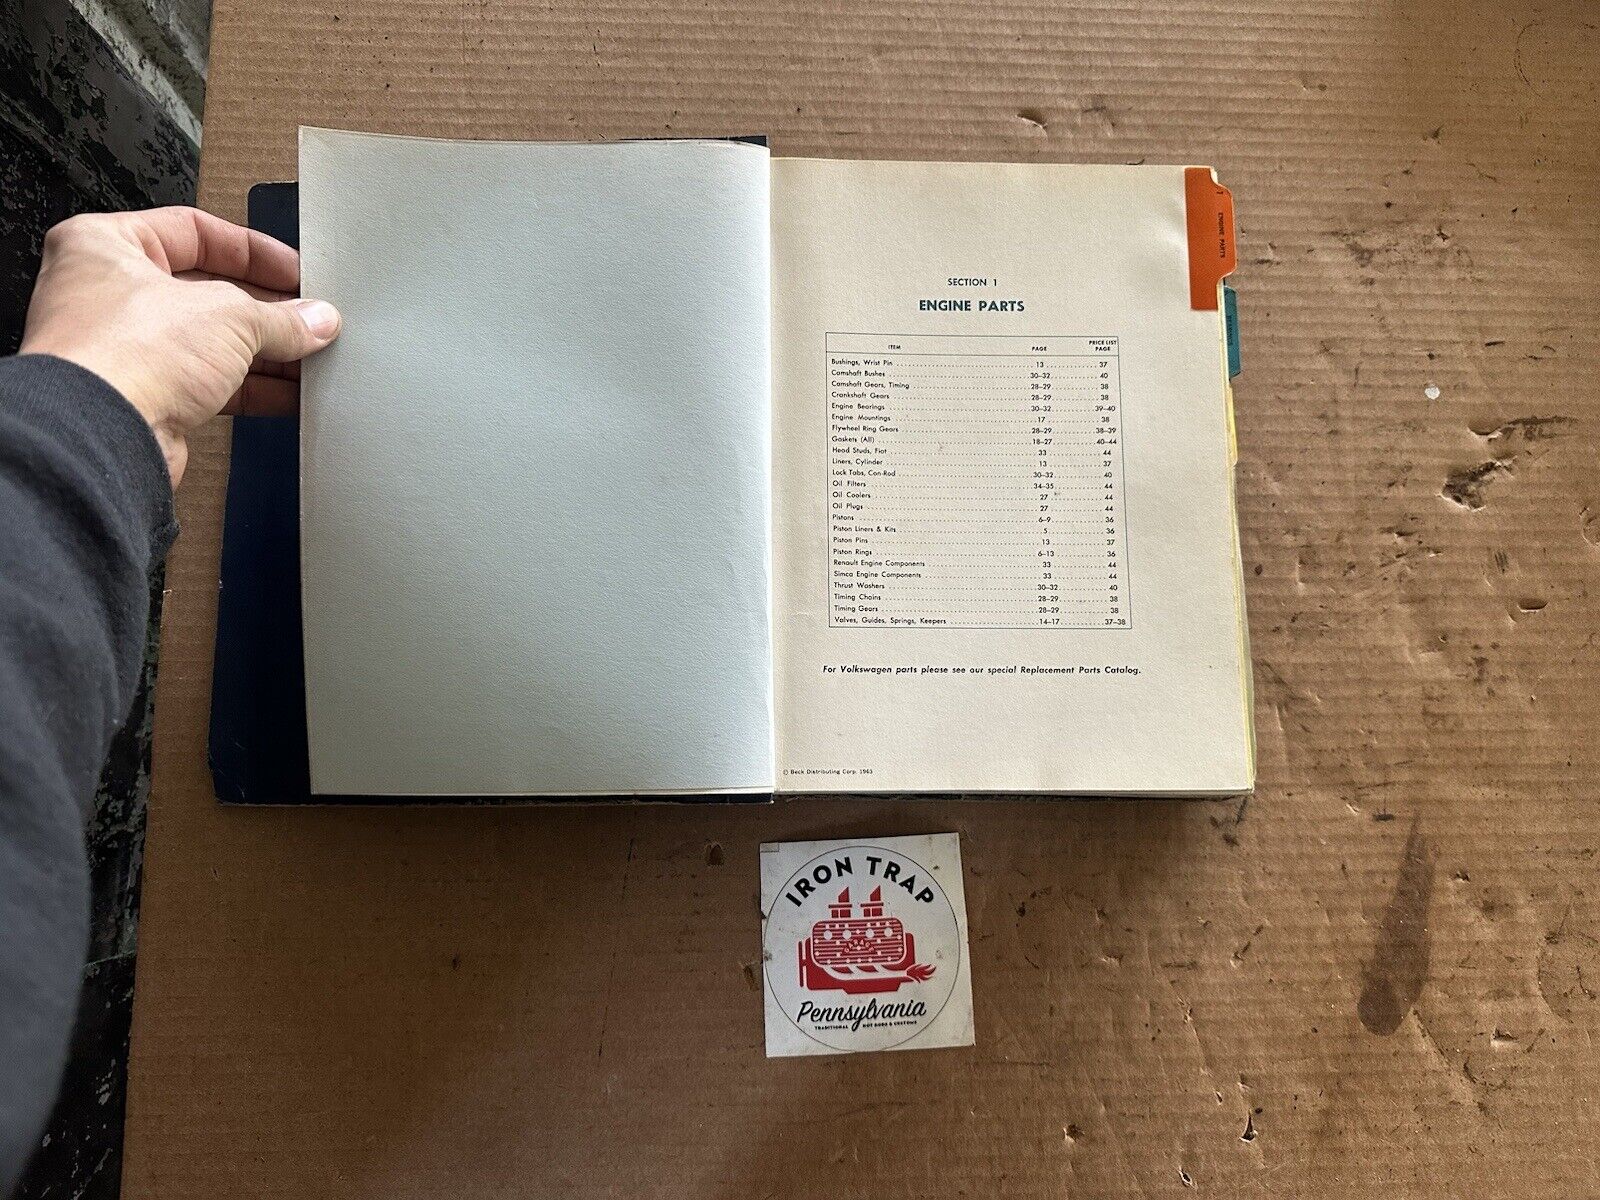 1 ENGINE PARTS
SECTION 1
ENGINE PARTS
ITEM PAGE PRICE LIST PAGE
Bushings, Wrist Pin 13 37
Camshaft Bushes 30–32 40
Camshaft Gears, Timing 28–29 38
Crankshaft Gears 28–29 38
Engine Bearings 30–32 39–40
Engine Mountings 17 38
Flywheel Ring Gears 28–29 38–39
Gaskets (All) 18–27 40–44
Head Studs, Fiat 33 44
Liners, Cylinder 13 37
Lock Tabs, Con-Rod 30–32 40
Oil Filters 34–35 44
Oil Coolers 27 44
Oil Plugs 27 44
Pistons 6–9 36
Piston Liners & Kits 5 36
Piston Pins 13 37
Piston Rings 6–13 36
Renault Engine Components 33 44
Simca Engine Components 33 44
Thrust Washers 30–32 40
Timing Chains 28–29 38
Timing Gears 28–29 38
Valves, Guides, Springs, Keepers 14–17 37–38
For Volkswagen parts please see our special Replacement Parts Catalog.
© Beck Distributing Corp. 1963
IRON TRAP
GARAGE
Pennsylvania
TRADITIONAL HOT RODS & CUSTOMS